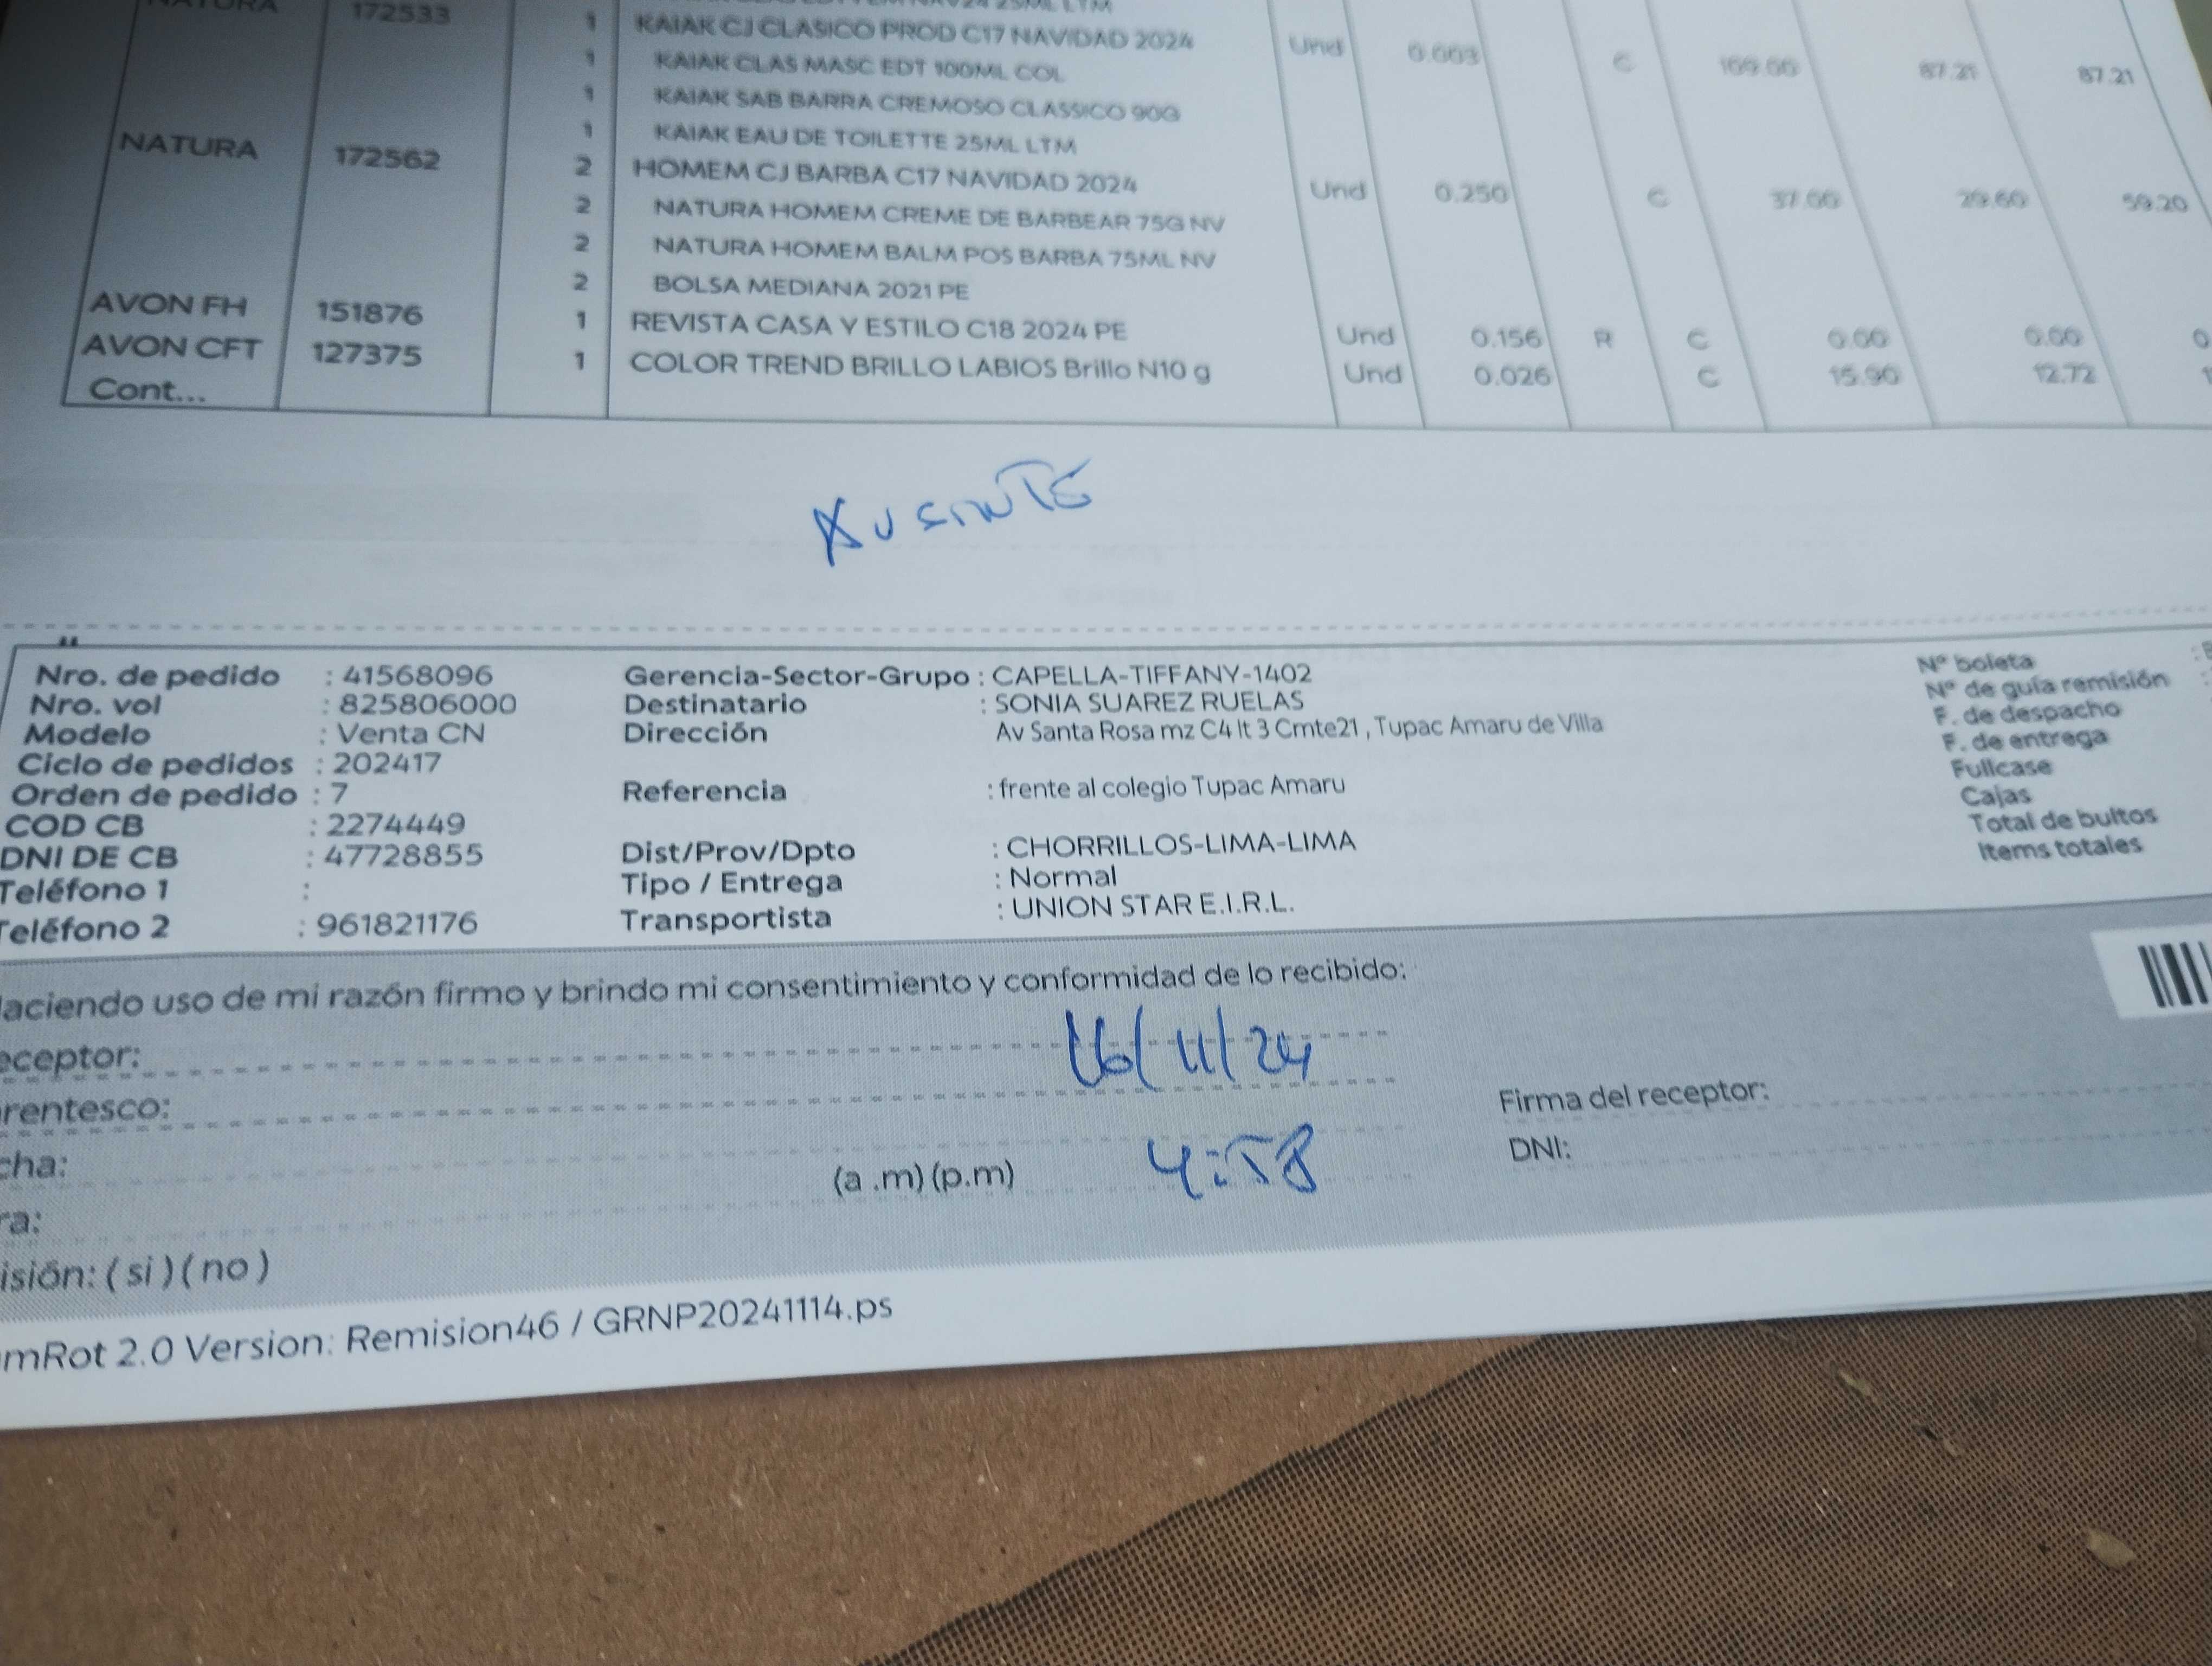 NATURA 172533 25ML LTM
1 KAIAK CJ CLASICO PROD C17 NAVIDAD 2024 Und 0.603 C 169.60 87.21 87.21
1 KAIAK CLAS MASC EDT 100ML COL
1 KAIAK SAB BARRA CREMOSO CLASSICO 90G
1 KAIAK EAU DE TOILETTE 25ML LTM
NATURA 172562 2 HOMEM CJ BARBA C17 NAVIDAD 2024 Und 0.250 C 37.00 29.60 59.20
2 NATURA HOMEM CREME DE BARBEAR 75G NV
2 NATURA HOMEM BALM POS BARBA 75ML NV
2 BOLSA MEDIANA 2021 PE
AVON FH 151876 1 REVISTA CASA Y ESTILO C18 2024 PE Und 0.156 R C 0.00 0.00
AVON CFT 127375 1 COLOR TREND BRILLO LABIOS Brillo N10 g Und 0.026 C 15.90 12.72
Cont...
AUSENTE
Nro. de pedido : 41568096 Gerencia-Sector-Grupo : CAPELLA-TIFFANY-1402 Nº boleta
Nro. vol : 825806000 Destinatario : SONIA SUAREZ RUELAS Nº de guía remisión
Modelo : Venta CN Dirección Av Santa Rosa mz C4 lt 3 Cmte21 , Tupac Amaru de Villa F. de despacho
Ciclo de pedidos : 202417 F. de entrega
Orden de pedido : 7 Referencia : frente al colegio Tupac Amaru Fullcase
COD CB : 2274449 Cajas
DNI DE CB : 47728855 Dist/Prov/Dpto : CHORRILLOS-LIMA-LIMA Total de bultos
Teléfono 1 : Tipo / Entrega : Normal Items totales
Teléfono 2 : 961821176 Transportista : UNION STAR E.I.R.L.
aciendo uso de mi razón firmo y brindo mi consentimiento y conformidad de lo recibido:
eceptor: 16/11/24
rentesco: Firma del receptor:
cha: (a .m) (p.m) 4:58 DNI:
ra:
isión: ( si ) ( no )
mRot 2.0 Version: Remision46 / GRNP20241114.ps